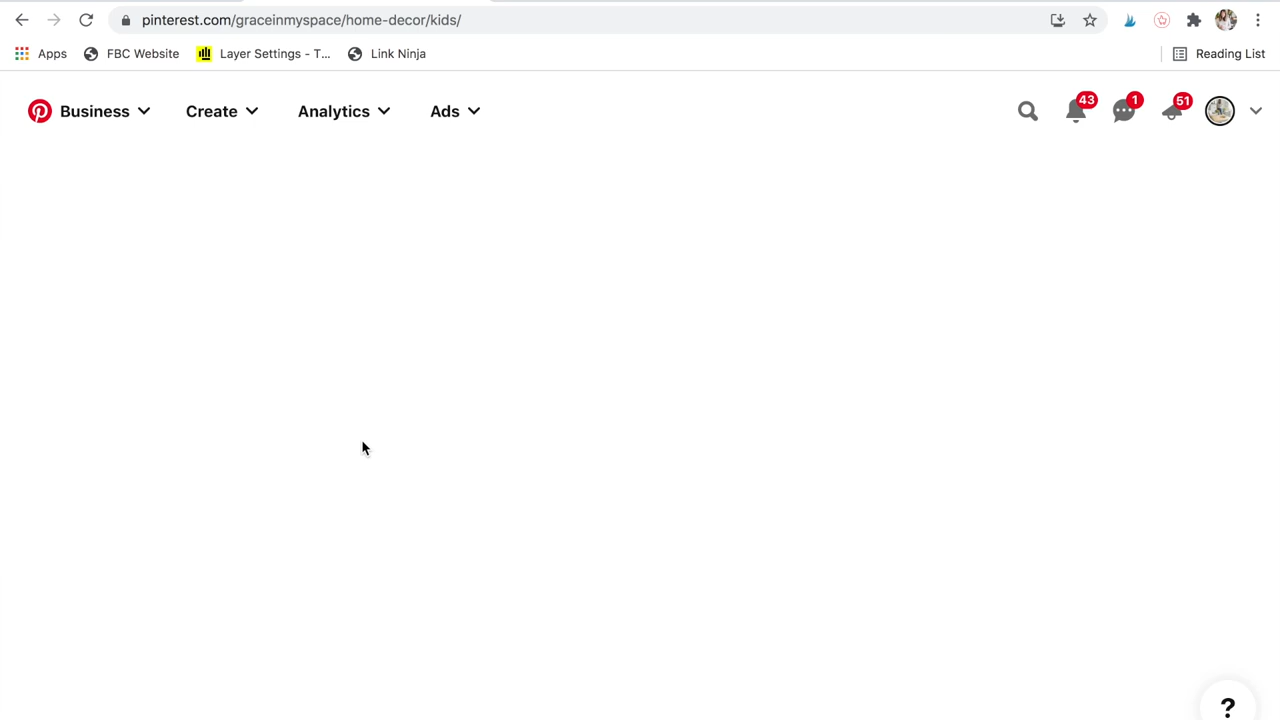 pinterest.com/graceinmyspace/home-decor/kids/
Apps FBC Website Layer Settings - T... Link Ninja Reading List
Business Create Analytics Ads 43 1 51
?